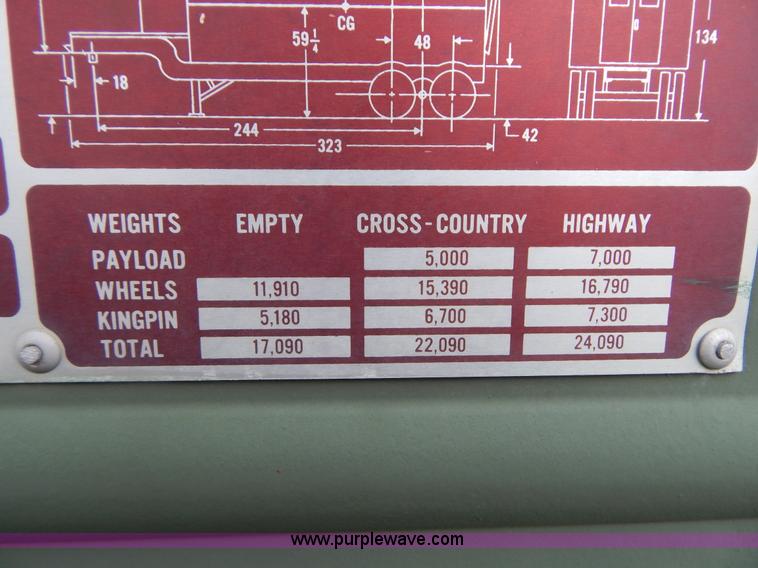 CG
59 1/4
48
134
18
244
42
323
WEIGHTS EMPTY CROSS-COUNTRY HIGHWAY
PAYLOAD 5,000 7,000
WHEELS 11,910 15,390 16,790
KINGPIN 5,180 6,700 7,300
TOTAL 17,090 22,090 24,090
www.purplewave.com